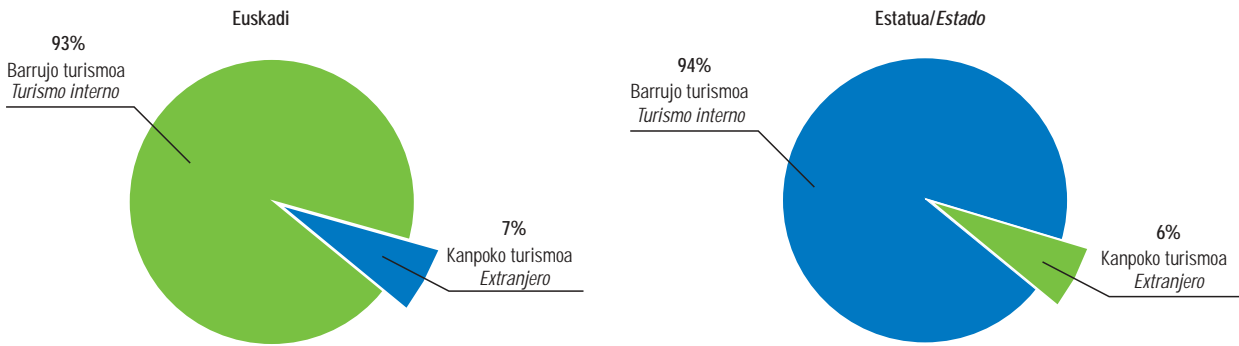 Euskadi
93%
Barrujo turismoa
Turismo interno
7%
Kanpoko turismoa
Extranjero
Estatua/Estado
94%
Barrujo turismoa
Turismo interno
6%
Kanpoko turismoa
Extranjero